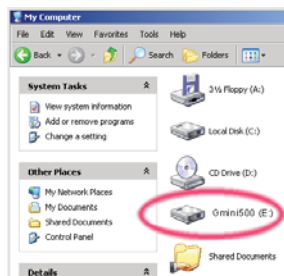 My Computer
File Edit View Favorites Tools Help
Back Search Folders
System Tasks
View system information
Add or remove programs
Change a setting
Other Places
My Network Places
My Documents
Shared Documents
Control Panel
Details
3½ Floppy (A:)
Local Disk (C:)
CD Drive (D:)
Gmini500 (E:)
Shared Documents